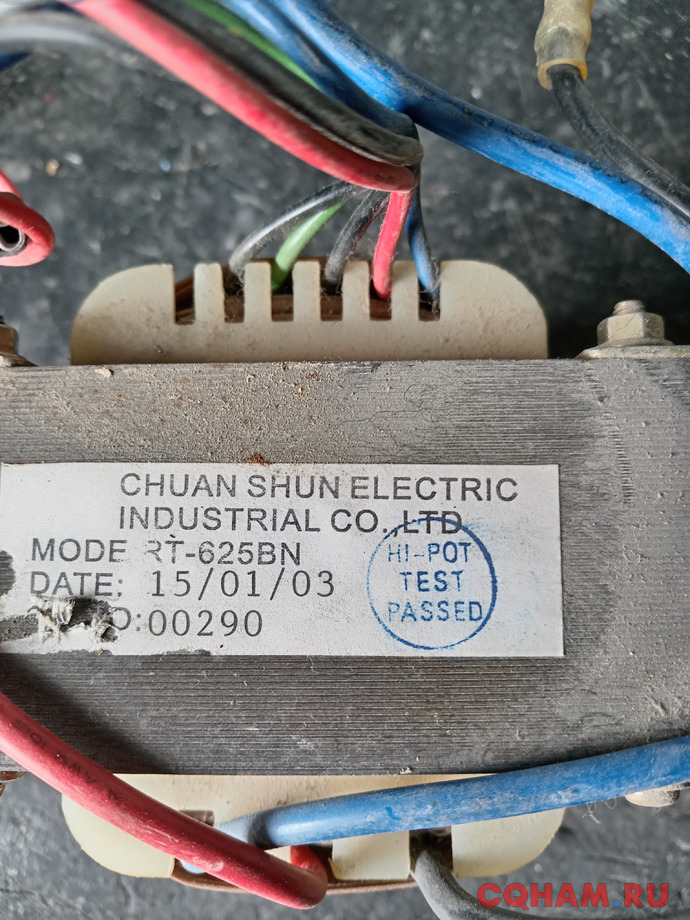 CHUAN SHUN ELECTRIC
INDUSTRIAL CO.,LTD
MODE RT-625BN
DATE: 15/01/03
O:00290
HI-POT
TEST
PASSED
CQHAM.RU